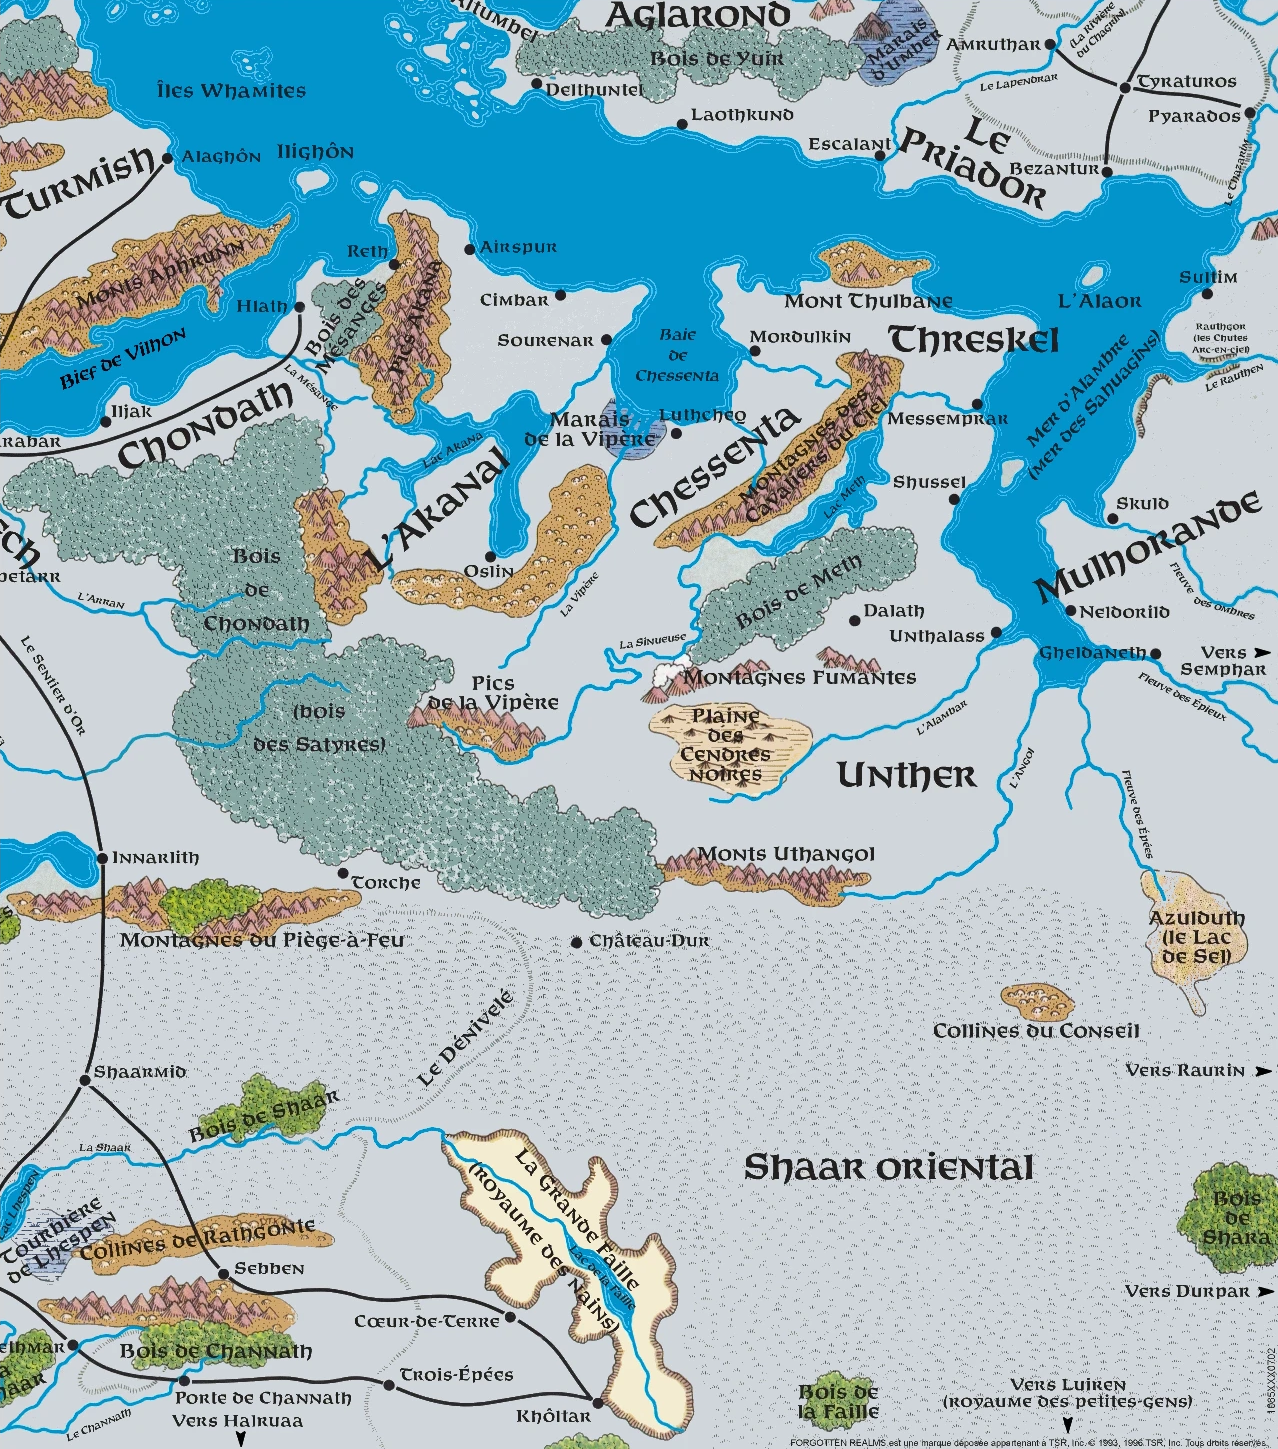 Altumbel
Aglarond
Bois de Yuir
Marais
d'Umber
Amruthar
(La Rivière
du Chagrin)
Le Lapendrar
Tyraturos
Pyarados
Îles Whamites
Delthuntel
Laothkund
Escalant
Le
Priador
Bezantur
Le Thazarim
Turmish
Alaghôn
Ilighôn
Monts Aphrunn
Reth
Airspur
Hlath
Bois des
Mésanges
Pics Akana
Cimbar
Sourenar
Baie
de
Chessenta
Mont Thulbane
Mordulkin
Threskel
L'Alaor
Sultim
Rauthgor
(les Chutes
Arc-en-ciel)
Le Rauthen
Bief de Vilhon
La Mésange
Iljak
Chondath
Lac Akana
Marais
de la Vipère
Luthcheq
Chessenta
Montagnes des
Cavaliers du Ciel
Messemprar
Mer d'Alambre
(Mer des Sahuagins)
L'Akanal
Lac Meth
Shussel
Skuld
Mulhorande
Bois
de
Chondath
L'Arran
Oslin
La Vipère
Bois de Meth
Dalath
Unthalass
Neldorild
Fleuve des Ombres
Gheldaneth
Vers
Semphar
Fleuve des Épieux
Le Sentier d'Or
La Sinueuse
Montagnes Fumantes
Pics
de la Vipère
(bois
des Satyres)
Plaine
des
Cendres
noires
L'Alambar
Unther
L'Angol
Fleuve des Épées
Innarlith
Torche
Monts Uthangol
Montagnes du Piège-à-Feu
Château-Dur
Azulduth
(le Lac
de Sel)
Le Dénivelé
Collines du Conseil
Shaarmid
Vers Raurin
Bois de Shaar
La Shaar
Lac Lhespen
Tourbière
de Lhespen
Collines de Rathgonte
La Grande Faille
(royaume des nains)
Lac de la Faille
Shaar oriental
Bois
de
Shara
Sebben
Vers Durpar
Cœur-de-Terre
Bois de Channath
Trois-Épées
Porte de Channath
Vers Halruaa
Le Channath
Khôltar
Bois de
la Faille
Vers Luiren
(royaume des petites-gens)
1665XXX0702
FORGOTTEN REALMS est une marque déposée appartenant à TSR, Inc. © 1993, 1996 TSR, Inc. Tous droits réservés.